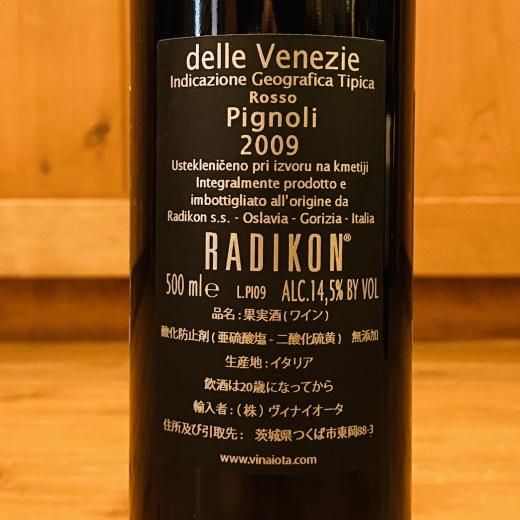 delle Venezie
Indicazione Geografica Tipica
Rosso
Pignoli
2009
Ustekleničeno pri izvoru na kmetiji
Integralmente prodotto e
imbottigliato all'origine da
Radikon s.s. - Oslavia - Gorizia - Italia
RADIKON®
500 ml e L.PI09 ALC.14,5% BY VOL
品名：果実酒(ワイン)
酸化防止剤(亜硫酸塩-二酸化硫黄) 無添加
生産地：イタリア
飲酒は20歳になってから
輸入者：(株)ヴィナイオータ
住所及び引取先： 茨城県つくば市東岡88-3
www.vinaiota.com